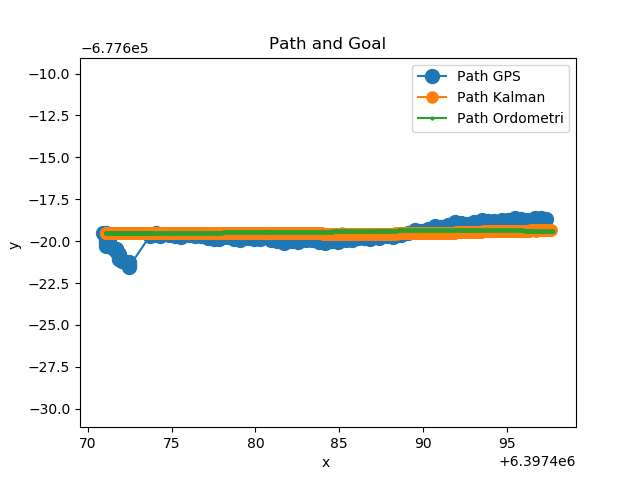 −6.776e5
Path and Goal
Path GPS
Path Kalman
Path Ordometri
−10.0
−12.5
−15.0
−17.5
−20.0
−22.5
−25.0
−27.5
−30.0
y
70 75 80 85 90 95
x
+6.3974e6